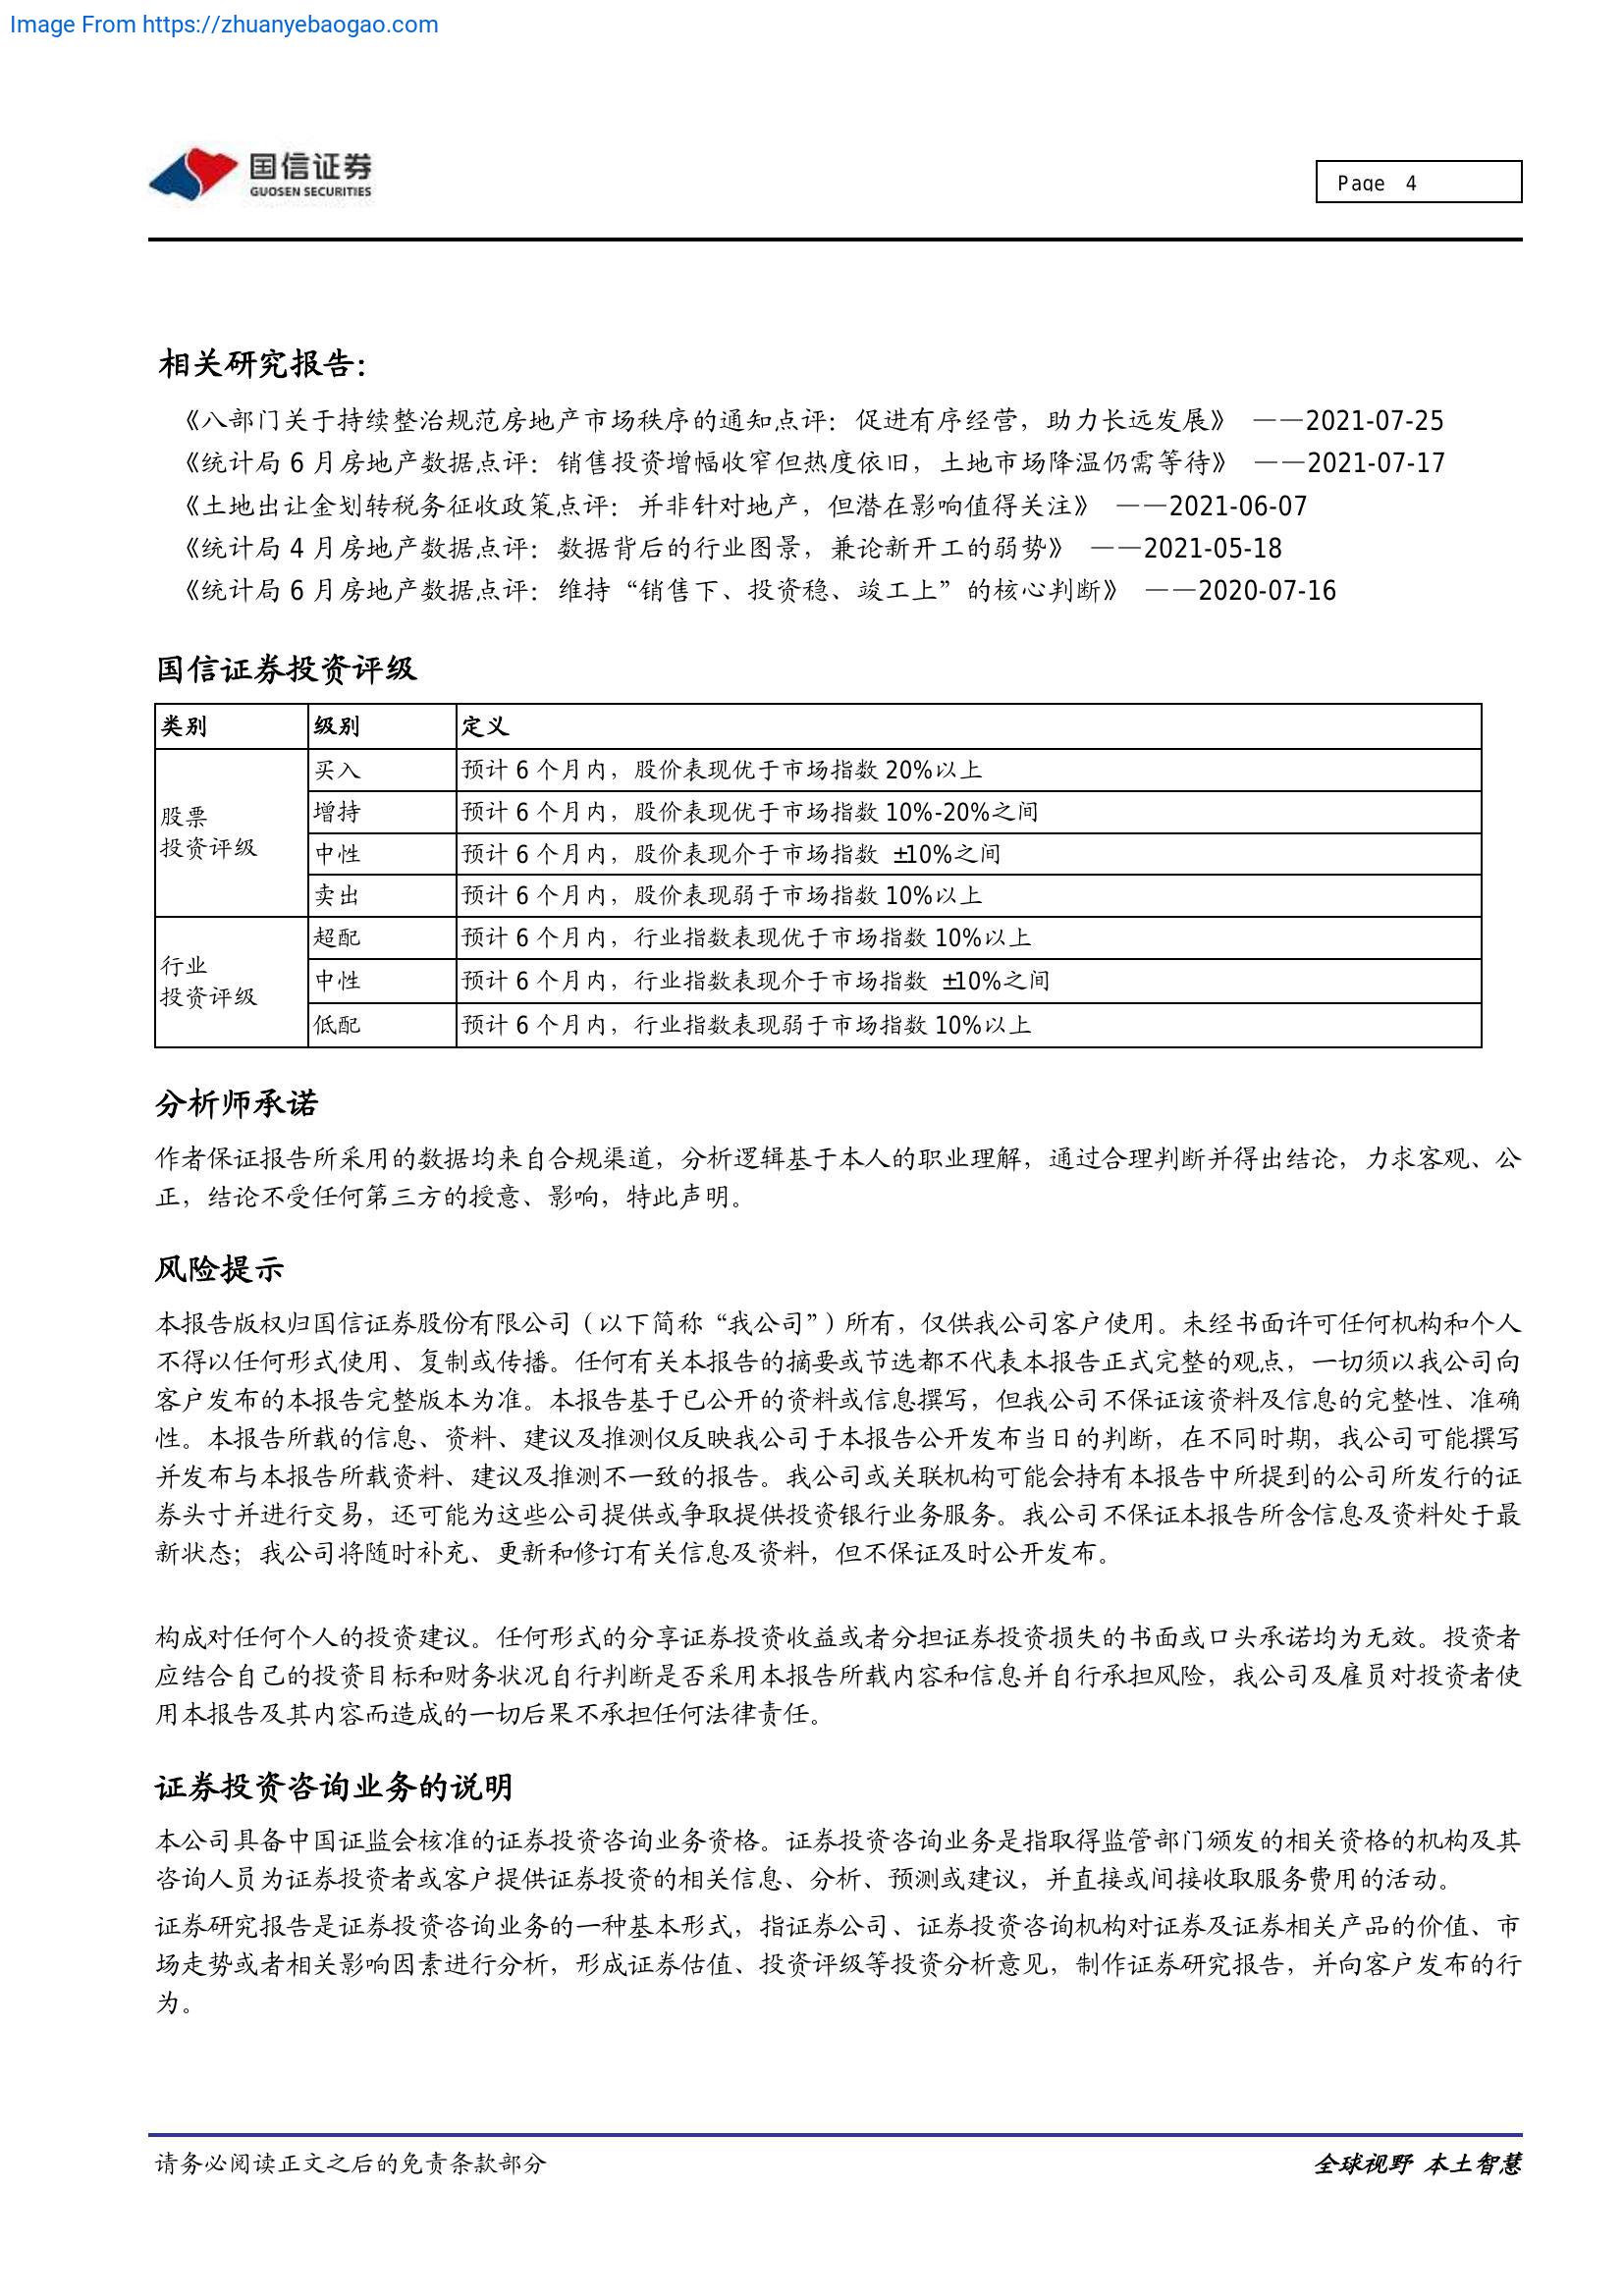 Image From https://zhuanyebaogao.com
国信证券
GUOSEN SECURITIES
Page 4
相关研究报告：
《八部门关于持续整治规范房地产市场秩序的通知点评：促进有序经营，助力长远发展》 ——2021-07-25
《统计局 6 月房地产数据点评：销售投资增幅收窄但热度依旧，土地市场降温仍需等待》 ——2021-07-17
《土地出让金划转税务征收政策点评：并非针对地产，但潜在影响值得关注》 ——2021-06-07
《统计局 4 月房地产数据点评：数据背后的行业图景，兼论新开工的弱势》 ——2021-05-18
《统计局 6 月房地产数据点评：维持“销售下、投资稳、竣工上”的核心判断》 ——2020-07-16
国信证券投资评级
类别 级别 定义
股票
投资评级
买入 预计 6 个月内，股价表现优于市场指数 20%以上
增持 预计 6 个月内，股价表现优于市场指数 10%-20%之间
中性 预计 6 个月内，股价表现介于市场指数 ±10%之间
卖出 预计 6 个月内，股价表现弱于市场指数 10%以上
行业
投资评级
超配 预计 6 个月内，行业指数表现优于市场指数 10%以上
中性 预计 6 个月内，行业指数表现介于市场指数 ±10%之间
低配 预计 6 个月内，行业指数表现弱于市场指数 10%以上
分析师承诺
作者保证报告所采用的数据均来自合规渠道，分析逻辑基于本人的职业理解，通过合理判断并得出结论，力求客观、公
正，结论不受任何第三方的授意、影响，特此声明。
风险提示
本报告版权归国信证券股份有限公司（以下简称“我公司”）所有，仅供我公司客户使用。未经书面许可任何机构和个人
不得以任何形式使用、复制或传播。任何有关本报告的摘要或节选都不代表本报告正式完整的观点，一切须以我公司向
客户发布的本报告完整版本为准。本报告基于已公开的资料或信息撰写，但我公司不保证该资料及信息的完整性、准确
性。本报告所载的信息、资料、建议及推测仅反映我公司于本报告公开发布当日的判断，在不同时期，我公司可能撰写
并发布与本报告所载资料、建议及推测不一致的报告。我公司或关联机构可能会持有本报告中所提到的公司所发行的证
券头寸并进行交易，还可能为这些公司提供或争取提供投资银行业务服务。我公司不保证本报告所含信息及资料处于最
新状态；我公司将随时补充、更新和修订有关信息及资料，但不保证及时公开发布。
构成对任何个人的投资建议。任何形式的分享证券投资收益或者分担证券投资损失的书面或口头承诺均为无效。投资者
应结合自己的投资目标和财务状况自行判断是否采用本报告所载内容和信息并自行承担风险，我公司及雇员对投资者使
用本报告及其内容而造成的一切后果不承担任何法律责任。
证券投资咨询业务的说明
本公司具备中国证监会核准的证券投资咨询业务资格。证券投资咨询业务是指取得监管部门颁发的相关资格的机构及其
咨询人员为证券投资者或客户提供证券投资的相关信息、分析、预测或建议，并直接或间接收取服务费用的活动。
证券研究报告是证券投资咨询业务的一种基本形式，指证券公司、证券投资咨询机构对证券及证券相关产品的价值、市
场走势或者相关影响因素进行分析，形成证券估值、投资评级等投资分析意见，制作证券研究报告，并向客户发布的行
为。
请务必阅读正文之后的免责条款部分
全球视野 本土智慧